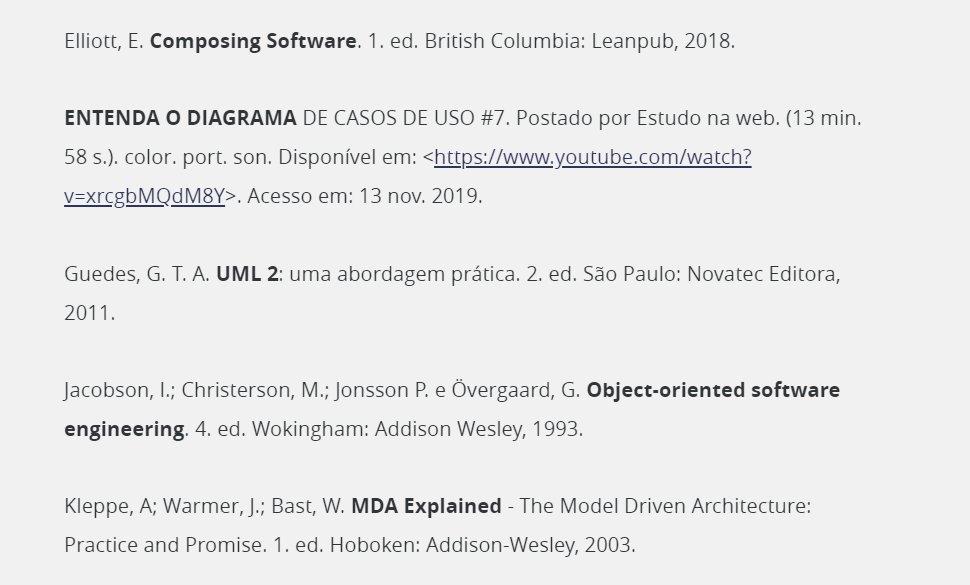 Elliott, E. Composing Software. 1. ed. British Columbia: Leanpub, 2018.
ENTENDA O DIAGRAMA DE CASOS DE USO #7. Postado por Estudo na web. (13 min.
58 s.). color. port. son. Disponível em: <https://www.youtube.com/watch?
v=xrcgbMQdM8Y>. Acesso em: 13 nov. 2019.
Guedes, G. T. A. UML 2: uma abordagem prática. 2. ed. São Paulo: Novatec Editora,
2011.
Jacobson, I.; Christerson, M.; Jonsson P. e Övergaard, G. Object-oriented software
engineering. 4. ed. Wokingham: Addison Wesley, 1993.
Kleppe, A; Warmer, J.; Bast, W. MDA Explained - The Model Driven Architecture:
Practice and Promise. 1. ed. Hoboken: Addison-Wesley, 2003.